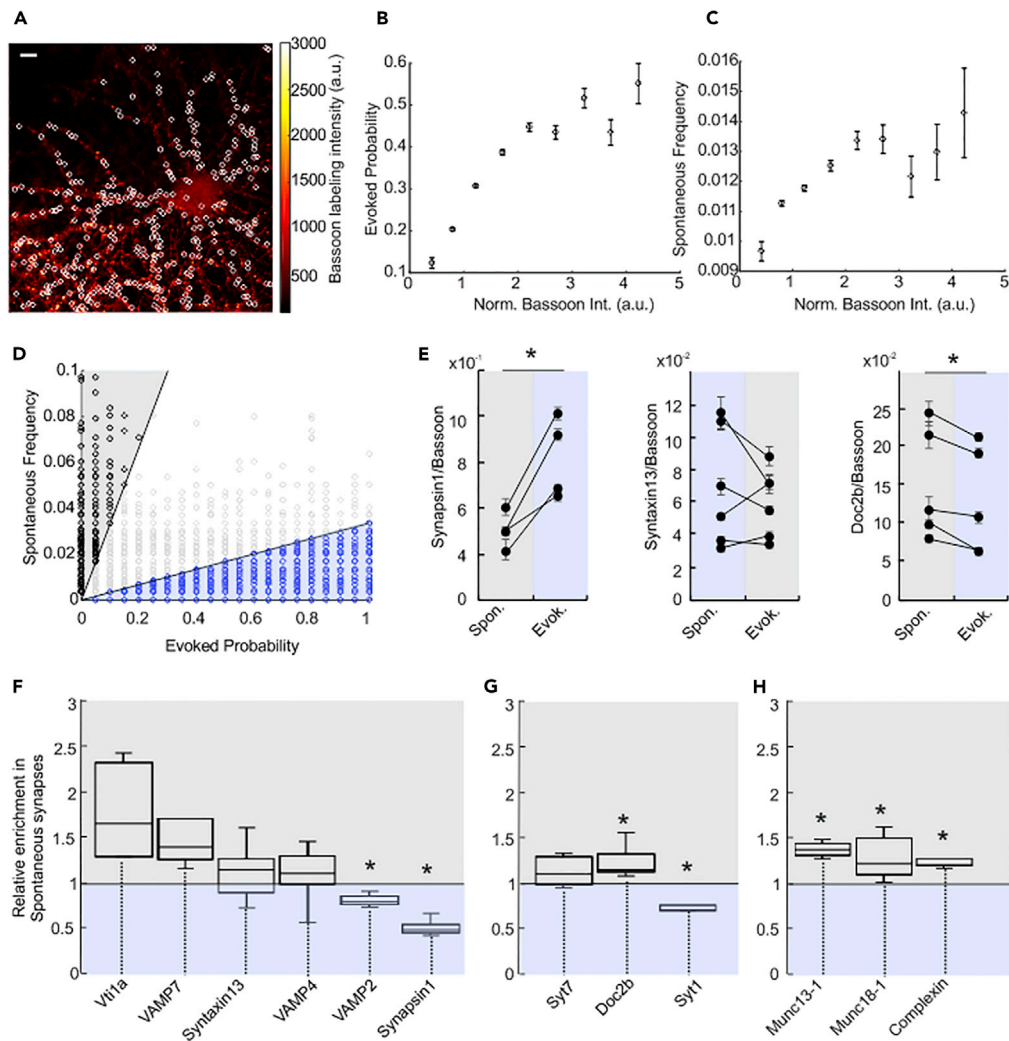 A
3000
2500
2000
1500
1000
500
Bassoon labeling intensity (a.u.)
B
Evoked Probability
0.6
0.5
0.4
0.3
0.2
0.1
0 1 2 3 4 5
Norm. Bassoon Int. (a.u.)
C
Spontaneous Frequency
0.016
0.015
0.014
0.013
0.012
0.011
0.01
0.009
0 1 2 3 4 5
Norm. Bassoon Int. (a.u.)
D
Spontaneous Frequency
0.1
0.08
0.06
0.04
0.02
0
0 0.2 0.4 0.6 0.8 1
Evoked Probability
E
x10-1
*
Synapsin1/Bassoon
10
8
6
4
0
Spon. Evok.
x10-2
Syntaxin13/Bassoon
12
10
8
6
4
2
0
Spon. Evok.
x10-2
*
Doc2b/Bassoon
25
20
15
10
5
0
Spon. Evok.
F
Relative enrichment in
Spontaneous synapses
3
2.5
2
1.5
1
0.5
0
* *
Vti1a VAMP7 Syntaxin13 VAMP4 VAMP2 Synapsin1
G
3
2.5
2
1.5
1
0.5
0
* *
Syt7 Doc2b Syt1
H
3
2.5
2
1.5
1
0.5
0
* * *
Munc13-1 Munc18-1 Complexin